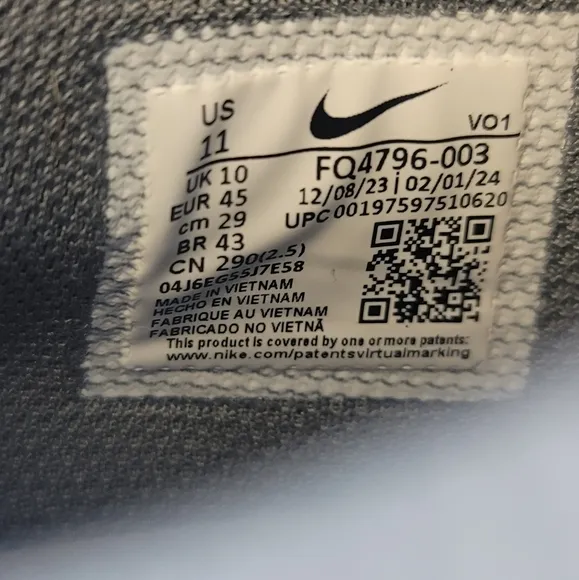 US
11
UK 10
EUR 45
cm 29
BR 43
CN 290(2.5)
VO1
FQ4796-003
12/08/23 | 02/01/24
UPC 00197597510620
04J6EG55J7E58
MADE IN VIETNAM
HECHO EN VIETNAM
FABRIQUE AU VIETNAM
FABRICADO NO VIETNÃ
This product is covered by one or more patents:
www.nike.com/patentsvirtualmarking